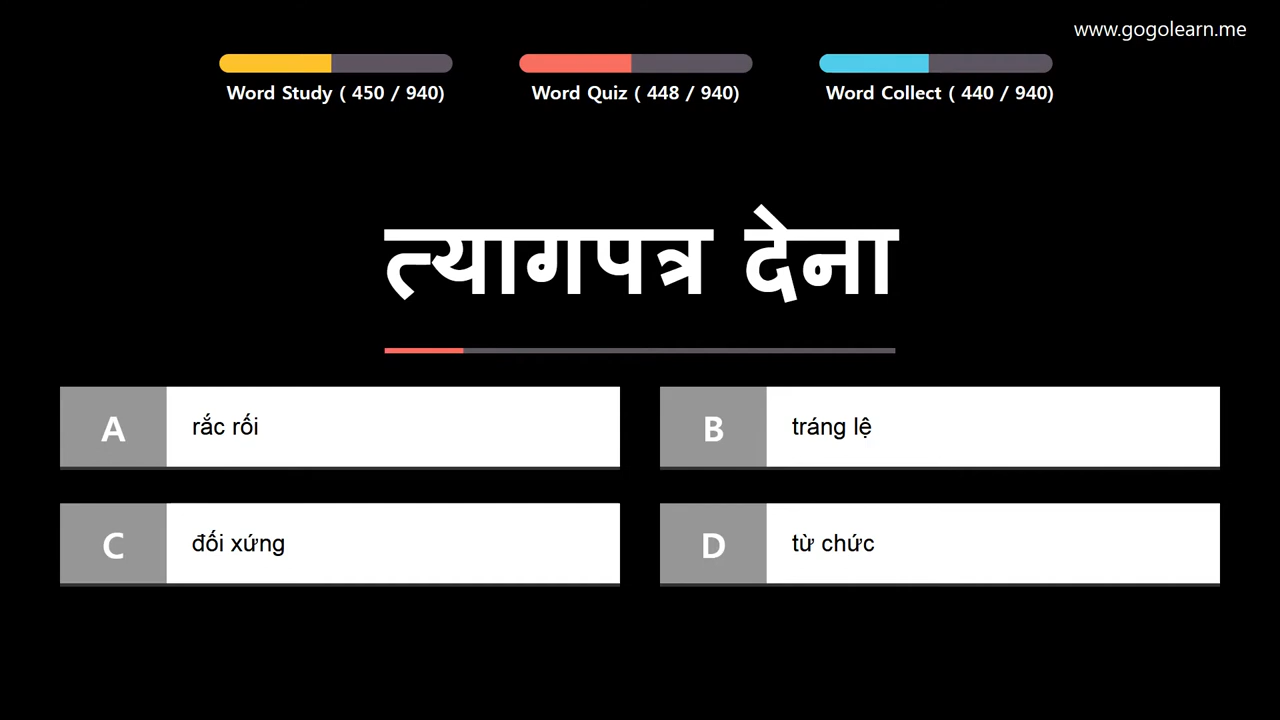 www.gogolearn.me
Word Study ( 450 / 940)
Word Quiz ( 448 / 940)
Word Collect ( 440 / 940)
त्यागपत्र देना
A
rắc rối
B
tráng lệ
C
đối xứng
D
từ chức